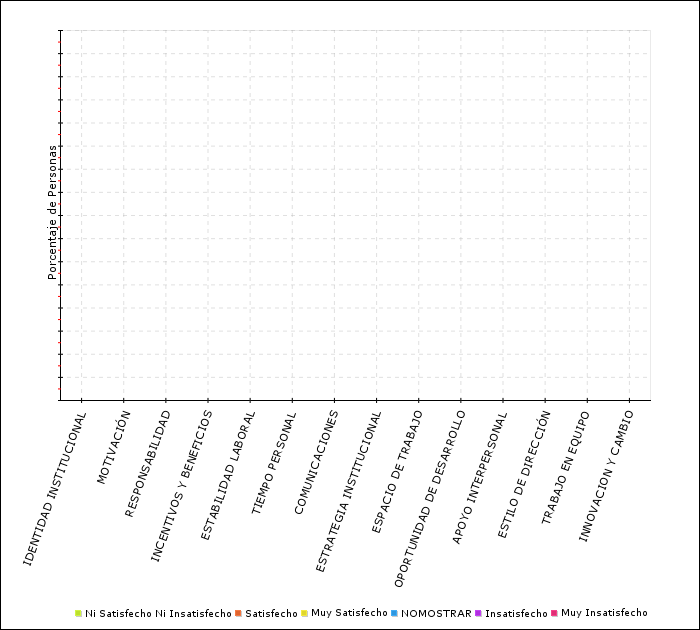 Porcentaje de Personas
IDENTIDAD INSTITUCIONAL
MOTIVACIÓN
RESPONSABILIDAD
INCENTIVOS Y BENEFICIOS
ESTABILIDAD LABORAL
TIEMPO PERSONAL
COMUNICACIONES
ESTRATEGIA INSTITUCIONAL
ESPACIO DE TRABAJO
OPORTUNIDAD DE DESARROLLO
APOYO INTERPERSONAL
ESTILO DE DIRECCIÓN
TRABAJO EN EQUIPO
INNOVACION Y CAMBIO
Ni Satisfecho Ni Insatisfecho Satisfecho Muy Satisfecho NOMOSTRAR Insatisfecho Muy Insatisfecho